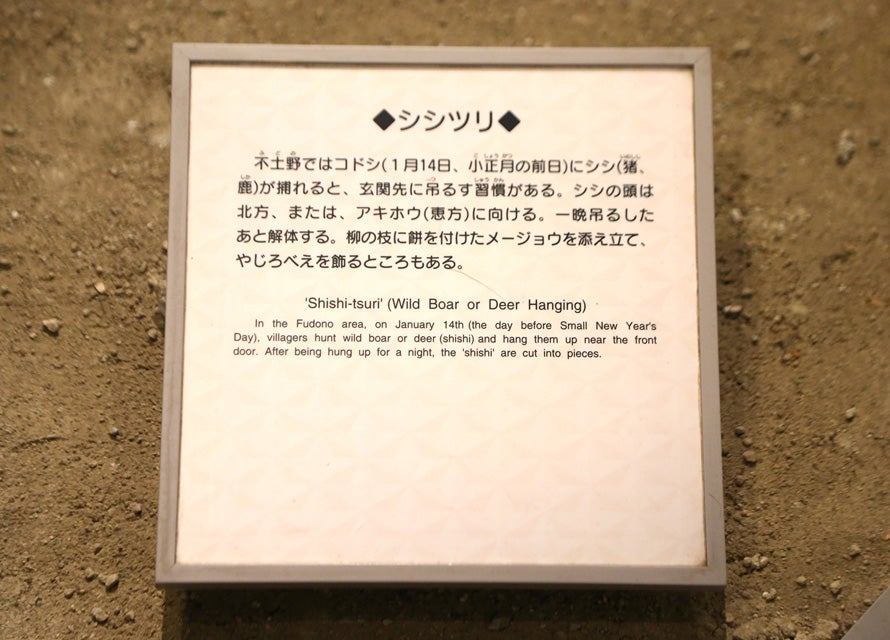 ◆シシツリ◆
不土野ではコドシ(1月14日、小正月の前日)にシシ(猪、
鹿)が捕れると、玄関先に吊るす習慣がある。シシの頭は
北方、または、アキホウ(恵方)に向ける。一晩吊るした
あと解体する。柳の枝に餅を付けたメージョウを添え立て、
やじろべえを飾るところもある。
'Shishi-tsuri' (Wild Boar or Deer Hanging)
In the Fudono area, on January 14th (the day before Small New Year's
Day), villagers hunt wild boar or deer (shishi) and hang them up near the front
door. After being hung up for a night, the 'shishi' are cut into pieces.